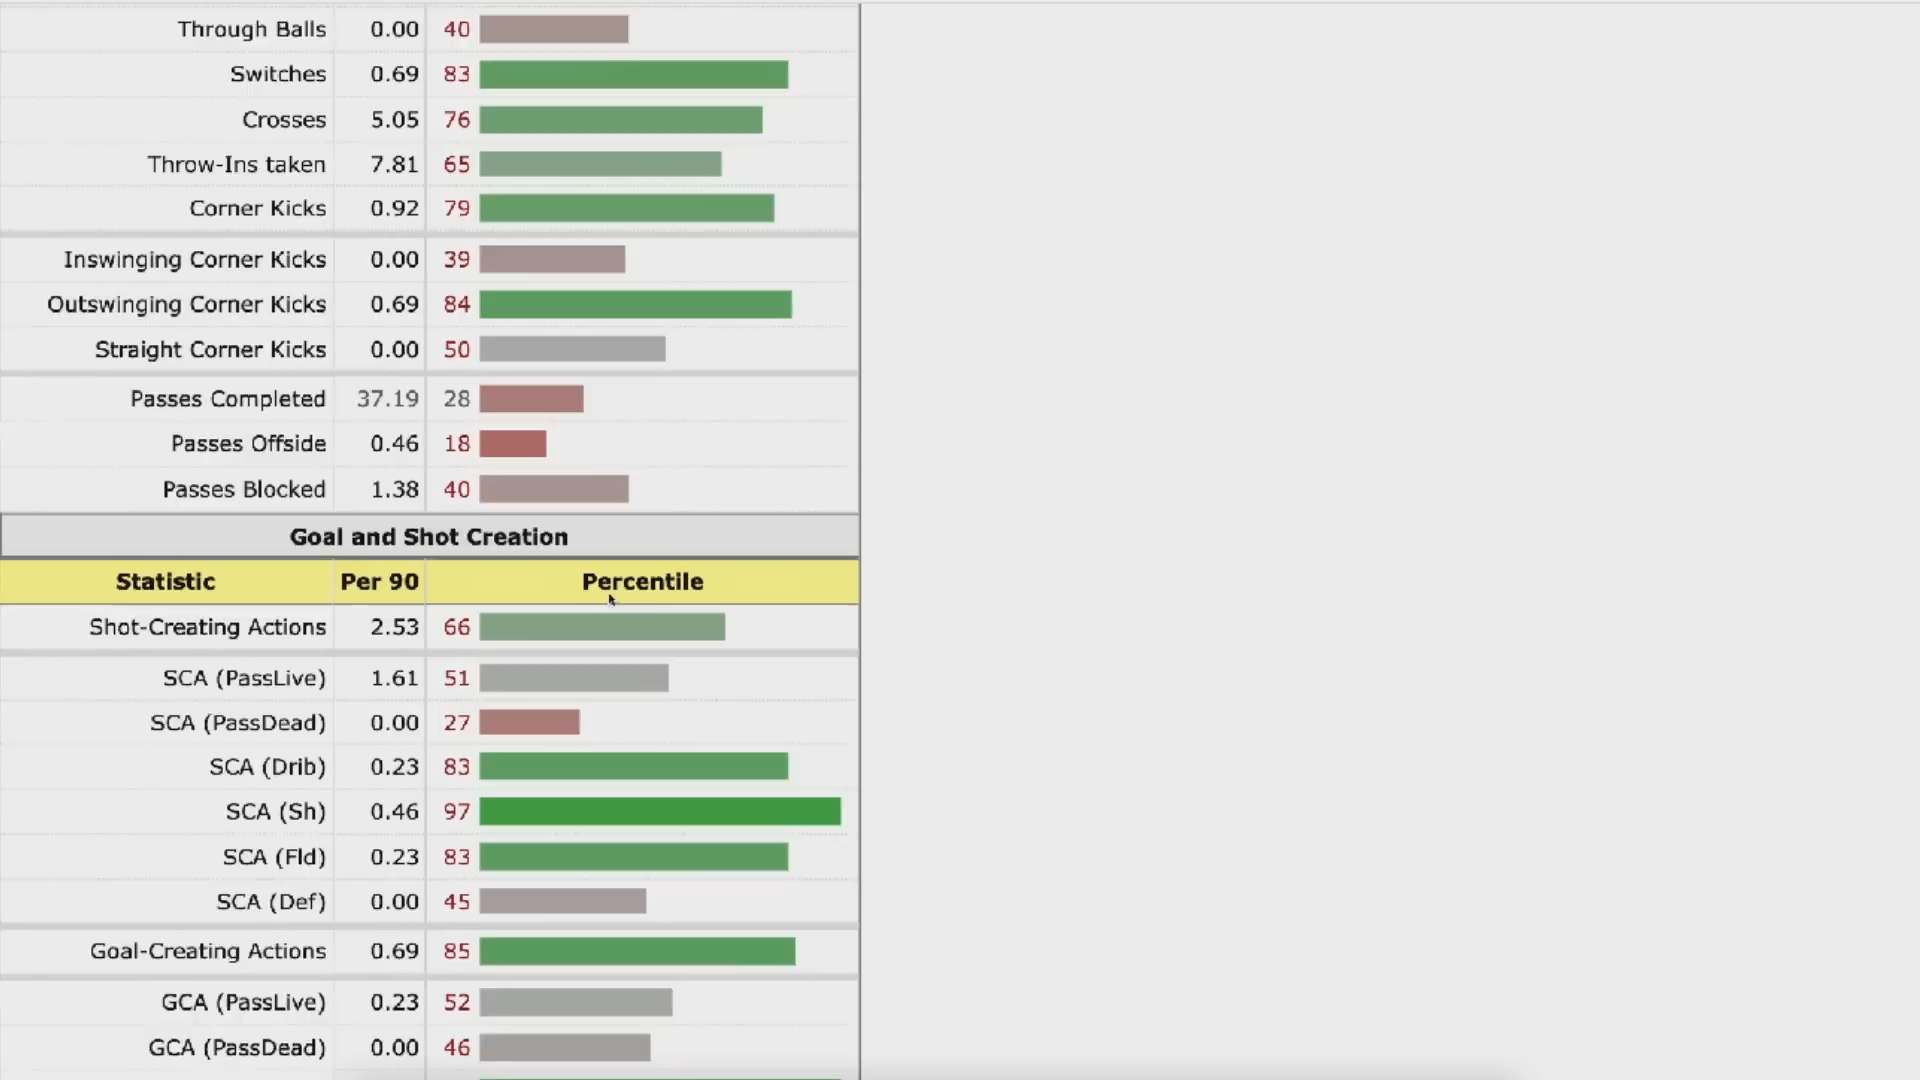 Through Balls 0.00 40
Switches 0.69 83
Crosses 5.05 76
Throw-Ins taken 7.81 65
Corner Kicks 0.92 79
Inswinging Corner Kicks 0.00 39
Outswinging Corner Kicks 0.69 84
Straight Corner Kicks 0.00 50
Passes Completed 37.19 28
Passes Offside 0.46 18
Passes Blocked 1.38 40
Goal and Shot Creation
Statistic Per 90 Percentile
Shot-Creating Actions 2.53 66
SCA (PassLive) 1.61 51
SCA (PassDead) 0.00 27
SCA (Drib) 0.23 83
SCA (Sh) 0.46 97
SCA (Fld) 0.23 83
SCA (Def) 0.00 45
Goal-Creating Actions 0.69 85
GCA (PassLive) 0.23 52
GCA (PassDead) 0.00 46